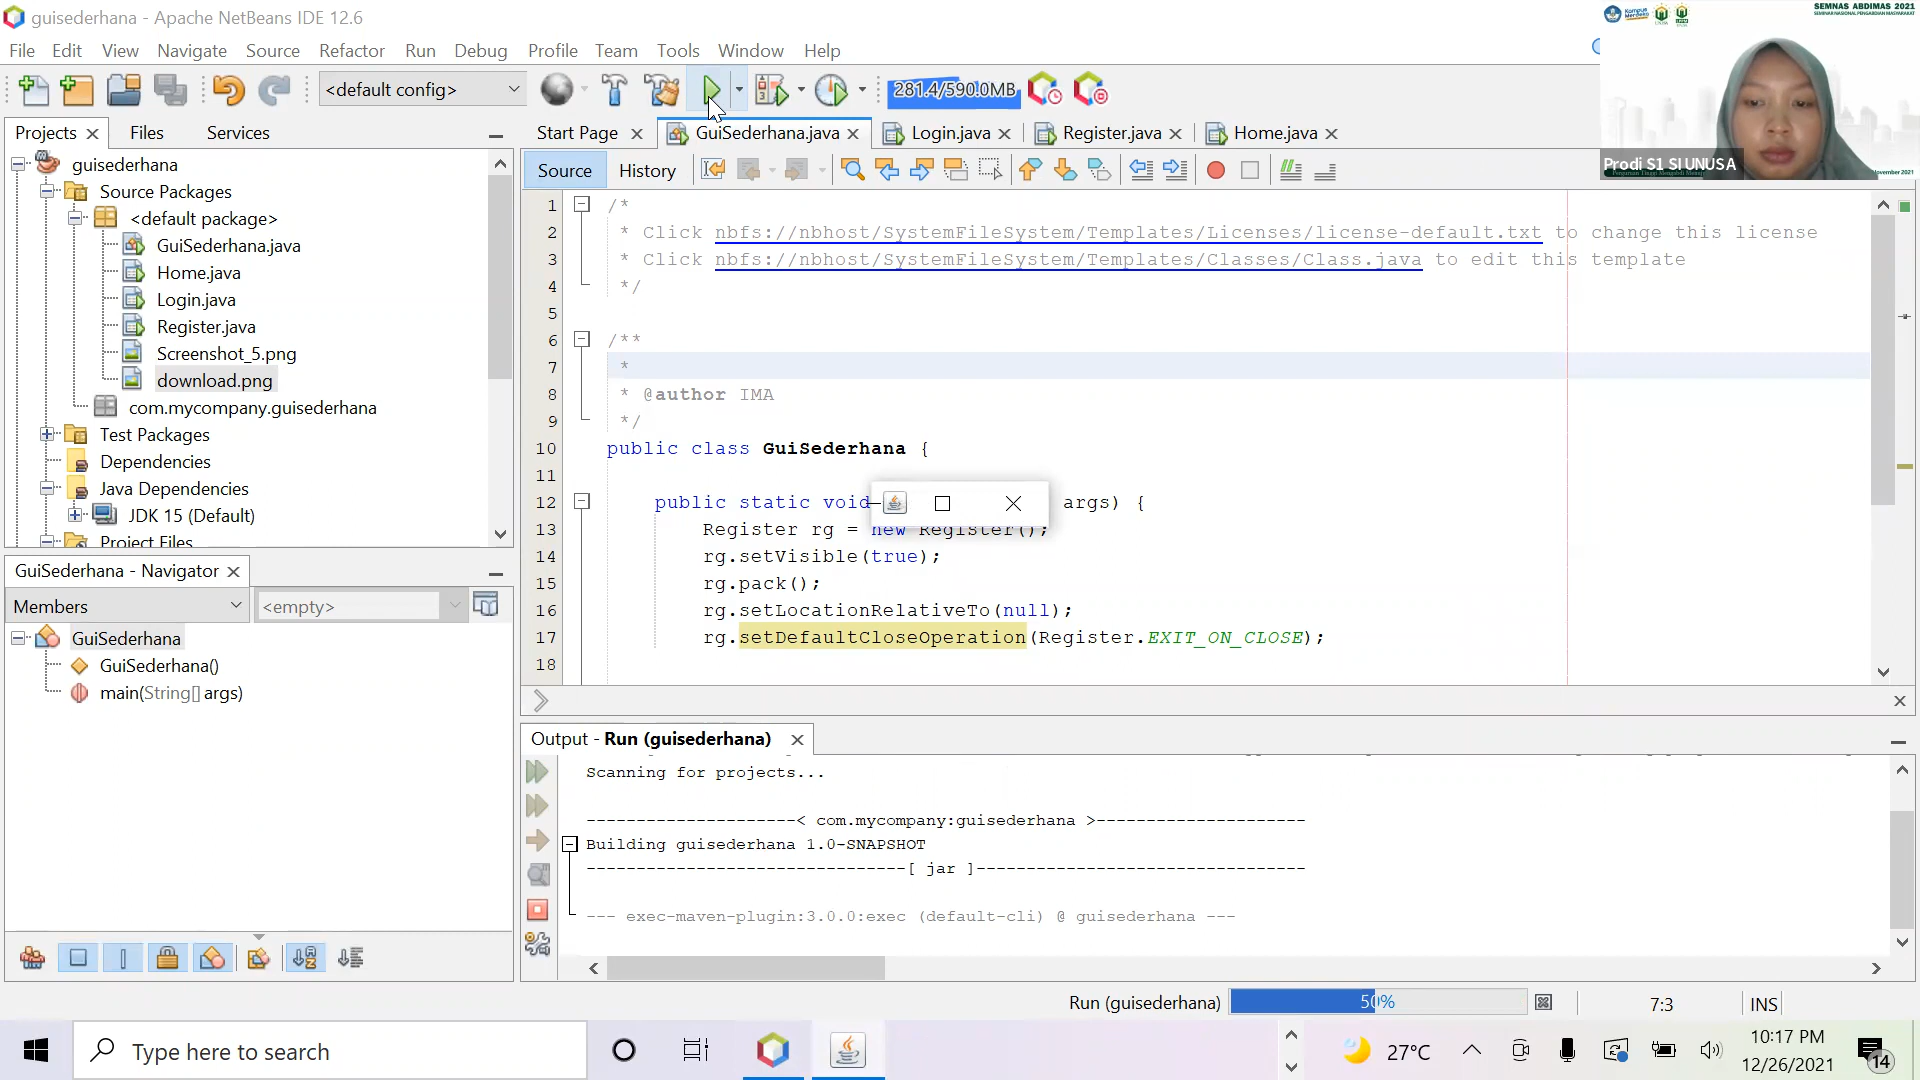 guisederhana - Apache NetBeans IDE 12.6
SEMNAS ABDIMAS 2021
File Edit View Navigate Source Refactor Run Debug Profile Team Tools Window Help
<default config>
281.4/590.0MB
Projects Files Services
Start Page GuiSederhana.java Login.java Register.java Home.java
Prodi S1 SI UNUSA
Source History
guisederhana
Source Packages
<default package>
GuiSederhana.java
Home.java
Login.java
Register.java
Screenshot_5.png
download.png
com.mycompany.guisederhana
Test Packages
Dependencies
Java Dependencies
JDK 15 (Default)
Project Files
1 /*
2 * Click nbfs://nbhost/SystemFileSystem/Templates/Licenses/license-default.txt to change this license
3 * Click nbfs://nbhost/SystemFileSystem/Templates/Classes/Class.java to edit this template
4 */
5
6 /**
7 *
8 * @author IMA
9 */
10 public class GuiSederhana {
11
12 public static void args) {
13 Register rg = new Register();
14 rg.setVisible(true);
15 rg.pack();
16 rg.setLocationRelativeTo(null);
17 rg.setDefaultCloseOperation(Register.EXIT_ON_CLOSE);
18
GuiSederhana - Navigator
Members <empty>
GuiSederhana
GuiSederhana()
main(String[] args)
Output - Run (guisederhana)
Scanning for projects...
--------------------< com.mycompany:guisederhana >--------------------
Building guisederhana 1.0-SNAPSHOT
--------------------------------[ jar ]---------------------------------
--- exec-maven-plugin:3.0.0:exec (default-cli) @ guisederhana ---
Run (guisederhana) 50% 7:3 INS
Type here to search
27°C
10:17 PM
12/26/2021
14